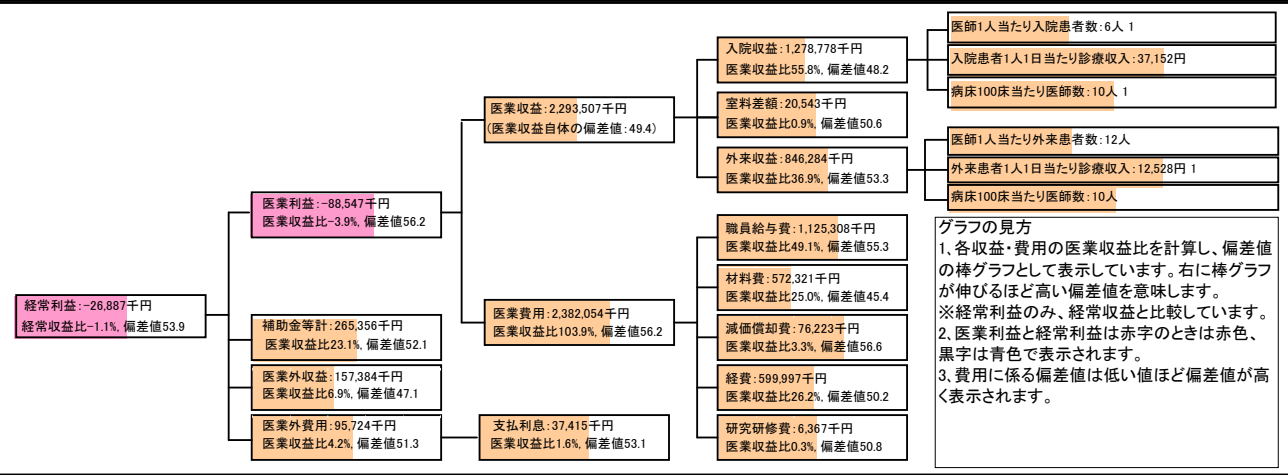 経常利益:-26,887千円
経常収益比-1.1%, 偏差値53.9
医業利益:-88,547千円
医業収益比-3.9%, 偏差値56.2
補助金等計:265,356千円
医業収益比23.1%, 偏差値52.1
医業外収益:157,384千円
医業収益比6.9%, 偏差値47.1
医業外費用:95,724千円
医業収益比4.2%, 偏差値51.3
医業収益:2,293,507千円
(医業収益自体の偏差値:49.4)
医業費用:2,382,054千円
医業収益比103.9%, 偏差値56.2
支払利息:37,415千円
医業収益比1.6%, 偏差値53.1
入院収益:1,278,778千円
医業収益比55.8%, 偏差値48.2
室料差額:20,543千円
医業収益比0.9%, 偏差値50.6
外来収益:846,284千円
医業収益比36.9%, 偏差値53.3
職員給与費:1,125,308千円
医業収益比49.1%, 偏差値55.3
材料費:572,321千円
医業収益比25.0%, 偏差値45.4
減価償却費:76,223千円
医業収益比3.3%, 偏差値56.6
経費:599,997千円
医業収益比26.2%, 偏差値50.2
研究研修費:6,367千円
医業収益比0.3%, 偏差値50.8
医師1人当たり入院患者数:6人 1
入院患者1人1日当たり診療収入:37,152円
病床100床当たり医師数:10人 1
医師1人当たり外来患者数:12人
外来患者1人1日当たり診療収入:12,528円 1
病床100床当たり医師数:10人
グラフの見方
1、各収益・費用の医業収益比を計算し、偏差値
の棒グラフとして表示しています。右に棒グラフ
が伸びるほど高い偏差値を意味します。
※経常利益のみ、経常収益と比較しています。
2、医業利益と経常利益は赤字のときは赤色、
黒字は青色で表示されます。
3、費用に係る偏差値は低い値ほど偏差値が高
く表示されます。